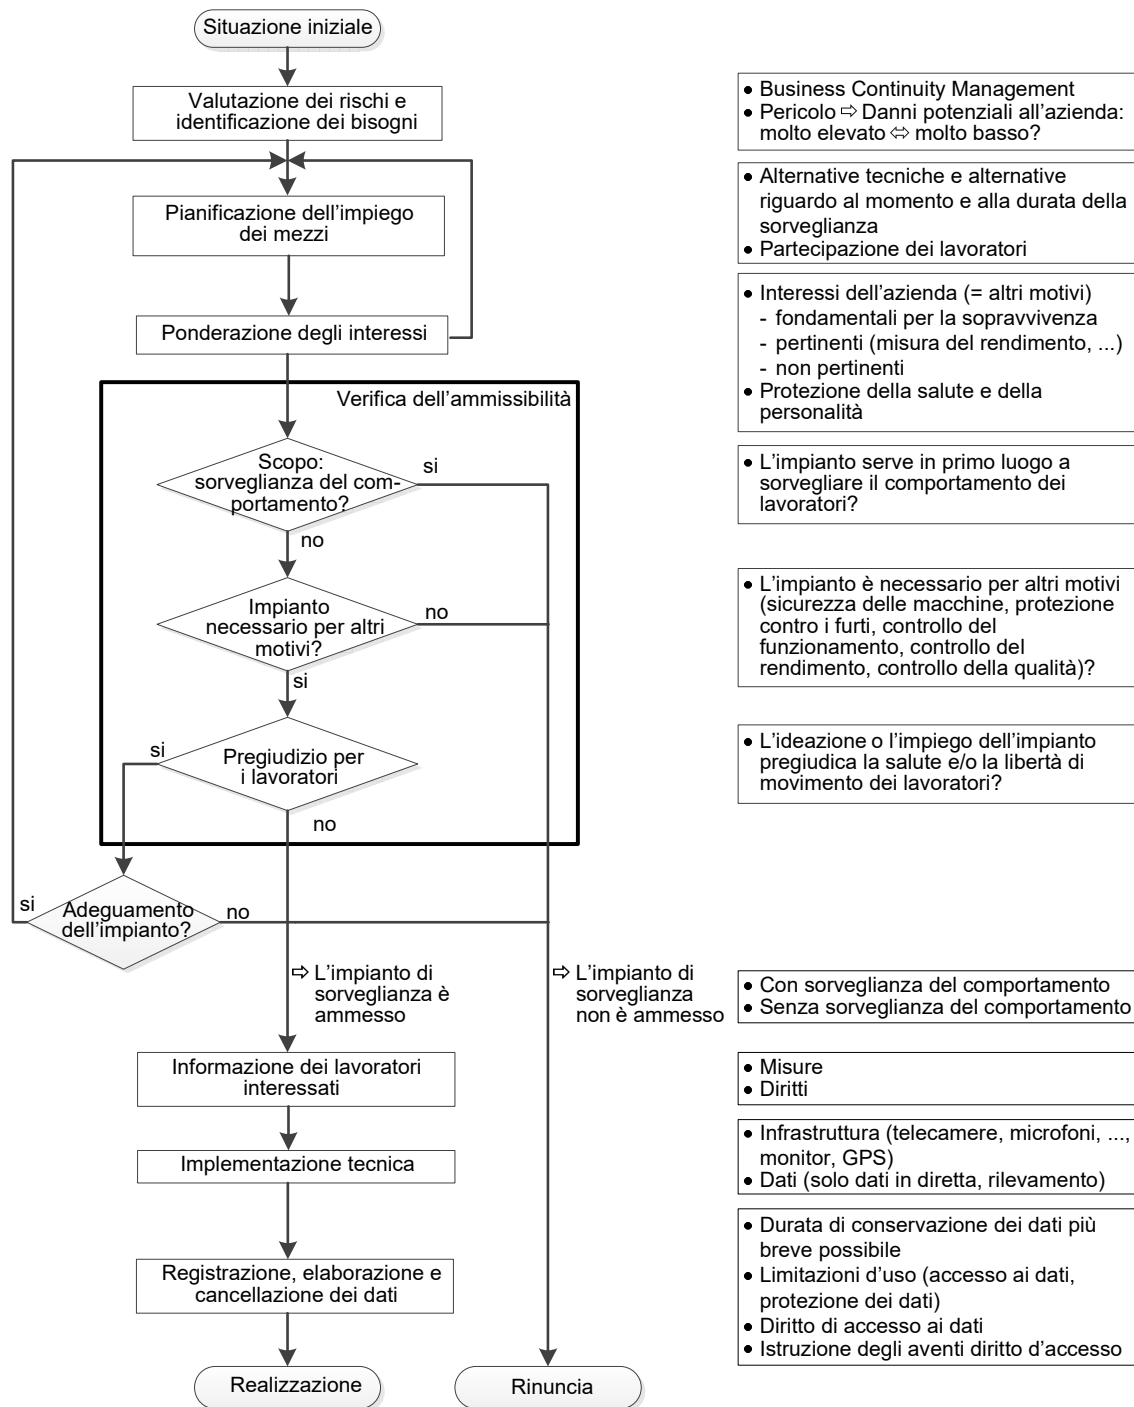 Situazione iniziale
Valutazione dei rischi e
identificazione dei bisogni
• Business Continuity Management
• Pericolo ⇨ Danni potenziali all’azienda:
molto elevato ⬄ molto basso?
Pianificazione dell’impiego
dei mezzi
• Alternative tecniche e alternative
riguardo al momento e alla durata della
sorveglianza
• Partecipazione dei lavoratori
Ponderazione degli interessi
• Interessi dell’azienda (= altri motivi)
- fondamentali per la sopravvivenza
- pertinenti (misura del rendimento, ...)
- non pertinenti
• Protezione della salute e della
personalità
Verifica dell’ammissibilità
Scopo:
sorveglianza del com-
portamento?
si
no
• L’impianto serve in primo luogo a
sorvegliare il comportamento dei
lavoratori?
Impianto
necessario per altri
motivi?
no
si
• L’impianto è necessario per altri motivi
(sicurezza delle macchine, protezione
contro i furti, controllo del
funzionamento, controllo del
rendimento, controllo della qualità)?
Pregiudizio per
i lavoratori
si
no
• L’ideazione o l’impiego dell’impianto
pregiudica la salute e/o la libertà di
movimento dei lavoratori?
Adeguamento
dell’impianto?
si
no
⇨ L’impianto di
sorveglianza è
ammesso
⇨ L’impianto di
sorveglianza
non è ammesso
• Con sorveglianza del comportamento
• Senza sorveglianza del comportamento
Informazione dei lavoratori
interessati
• Misure
• Diritti
Implementazione tecnica
• Infrastruttura (telecamere, microfoni, ...,
monitor, GPS)
• Dati (solo dati in diretta, rilevamento)
Registrazione, elaborazione e
cancellazione dei dati
• Durata di conservazione dei dati più
breve possibile
• Limitazioni d’uso (accesso ai dati,
protezione dei dati)
• Diritto di accesso ai dati
• Istruzione degli aventi diritto d’accesso
Realizzazione
Rinuncia